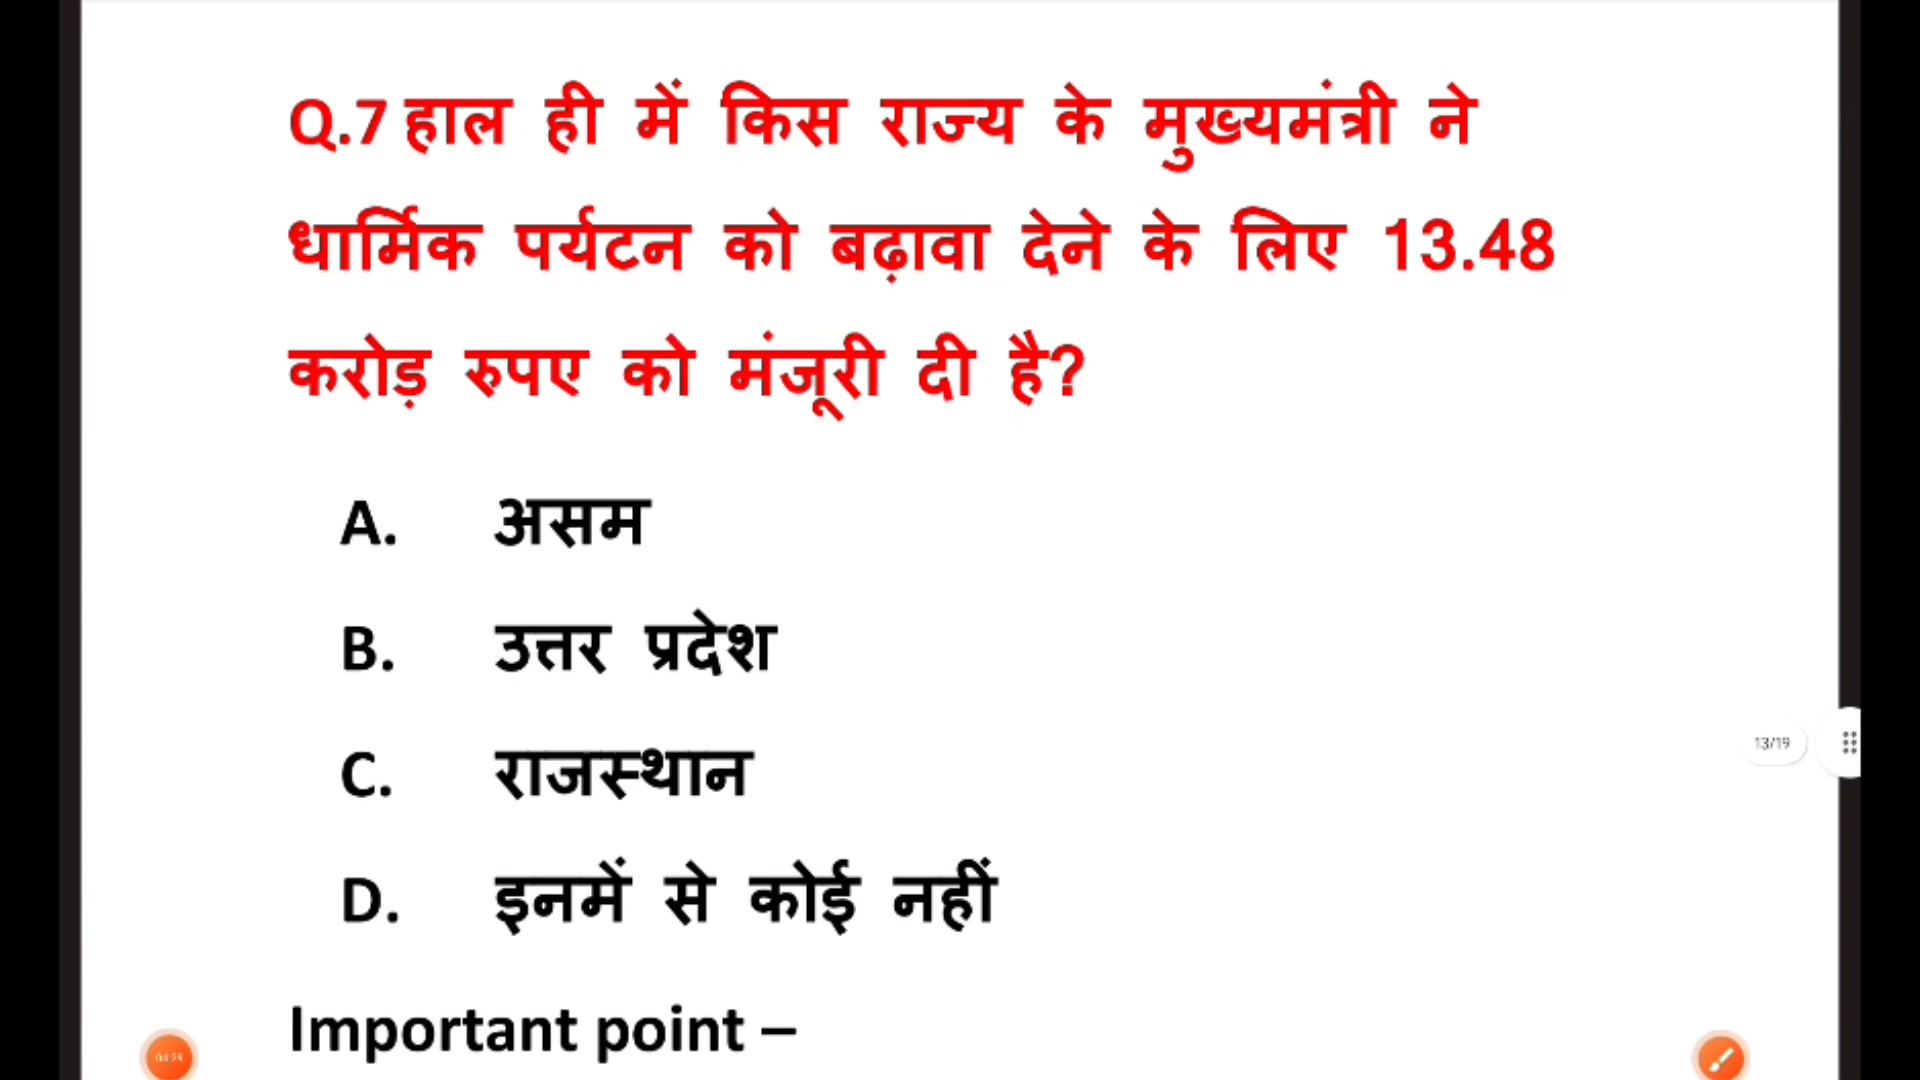 Q.7 हाल ही में किस राज्य के मुख्यमंत्री ने
धार्मिक पर्यटन को बढ़ावा देने के लिए 13.48
करोड़ रुपए को मंजूरी दी है?
A. असम
B. उत्तर प्रदेश
C. राजस्थान
13/19
D. इनमें से कोई नहीं
Important point –